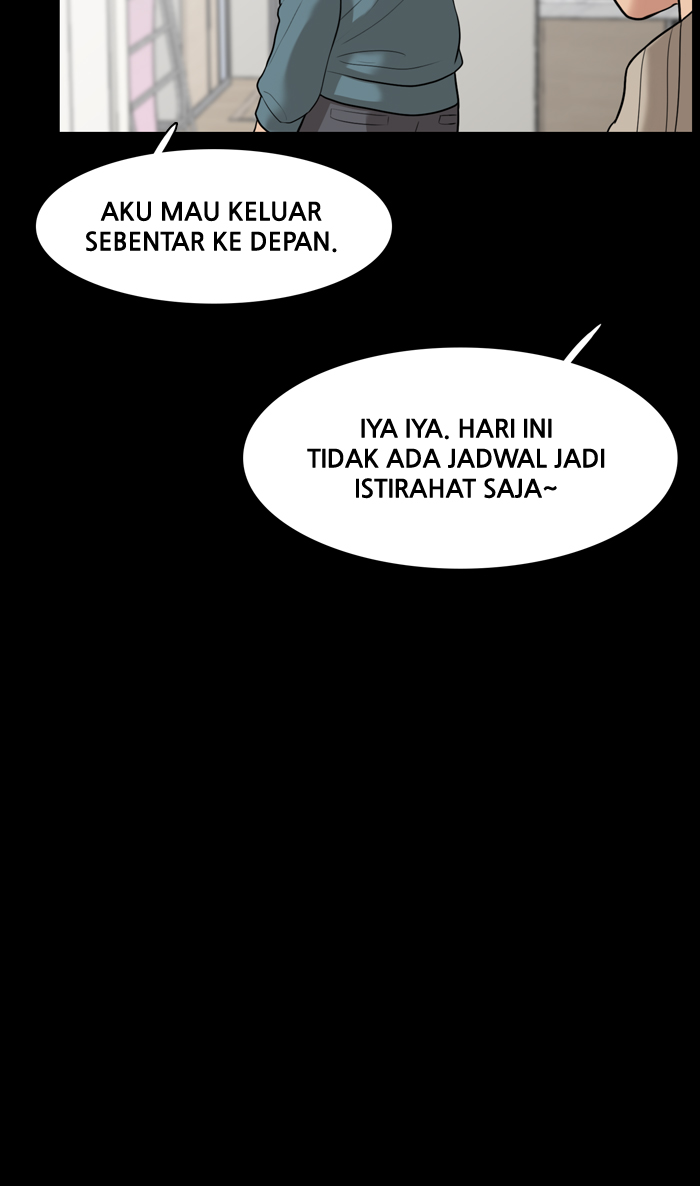 AKU MAU KELUAR
SEBENTAR KE DEPAN.
IYA IYA. HARI INI
TIDAK ADA JADWAL JADI
ISTIRAHAT SAJA~